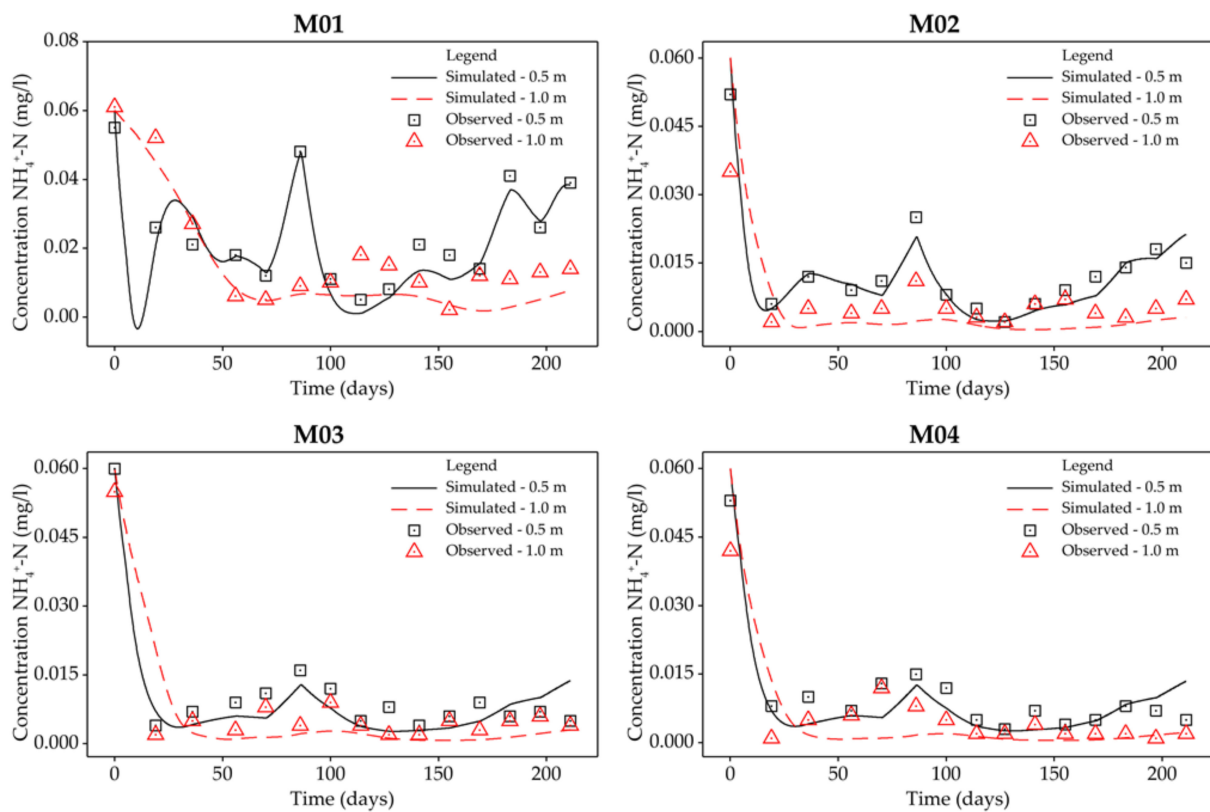 M01
Concentration NH₄⁺-N (mg/l)
0.08
0.06
0.04
0.02
0.00
0
50
100
150
200
Time (days)
Legend
Simulated - 0.5 m
Simulated - 1.0 m
Observed - 0.5 m
Observed - 1.0 m
M02
Concentration NH₄⁺-N (mg/l)
0.060
0.045
0.030
0.015
0.000
0
50
100
150
200
Time (days)
Legend
Simulated - 0.5 m
Simulated - 1.0 m
Observed - 0.5 m
Observed - 1.0 m
M03
Concentration NH₄⁺-N (mg/l)
0.060
0.045
0.030
0.015
0.000
0
50
100
150
200
Time (days)
Legend
Simulated - 0.5 m
Simulated - 1.0 m
Observed - 0.5 m
Observed - 1.0 m
M04
Concentration NH₄⁺-N (mg/l)
0.060
0.045
0.030
0.015
0.000
0
50
100
150
200
Time (days)
Legend
Simulated - 0.5 m
Simulated - 1.0 m
Observed - 0.5 m
Observed - 1.0 m